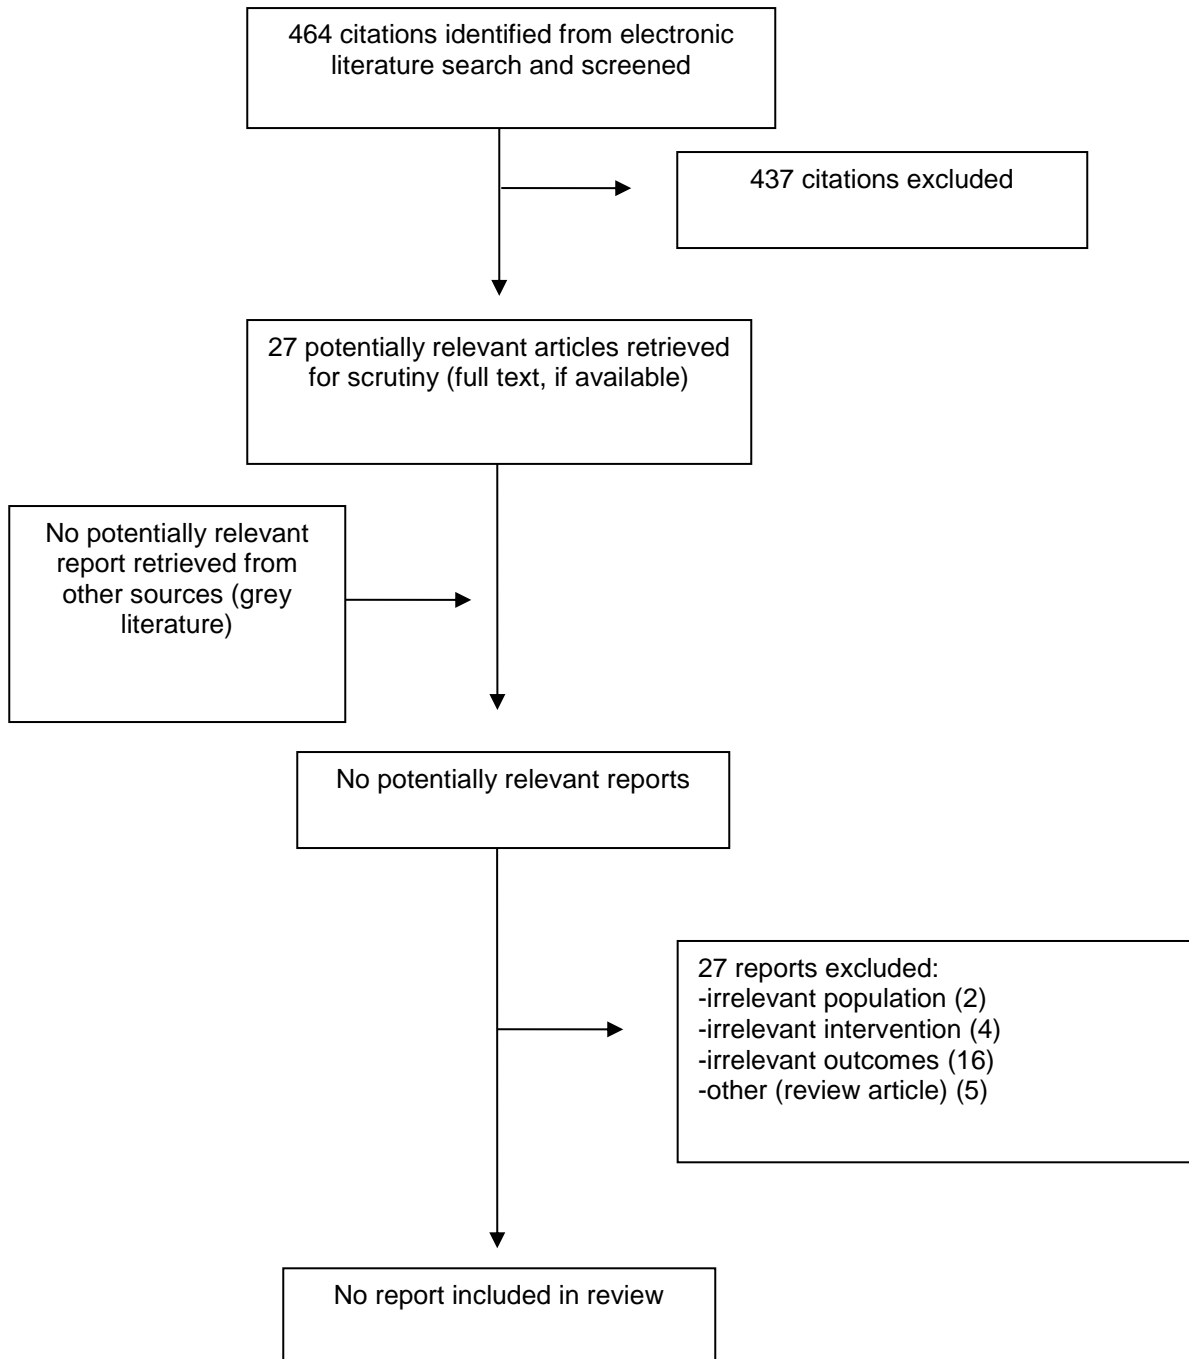 464 citations identified from electronic
literature search and screened
437 citations excluded
27 potentially relevant articles retrieved
for scrutiny (full text, if available)
No potentially relevant
report retrieved from
other sources (grey
literature)
No potentially relevant reports
27 reports excluded:
-irrelevant population (2)
-irrelevant intervention (4)
-irrelevant outcomes (16)
-other (review article) (5)
No report included in review